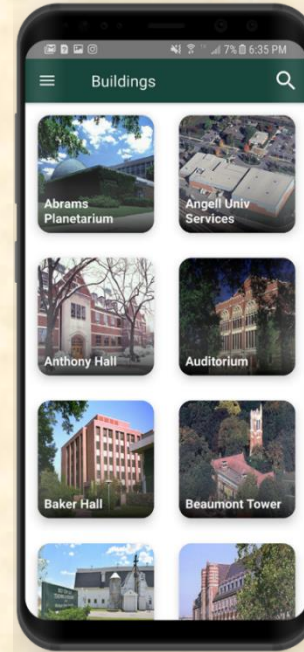 7% 6:35 PM
Buildings
Abrams
Planetarium
Angell Univ
Services
Anthony Hall
Auditorium
Baker Hall
Beaumont Tower